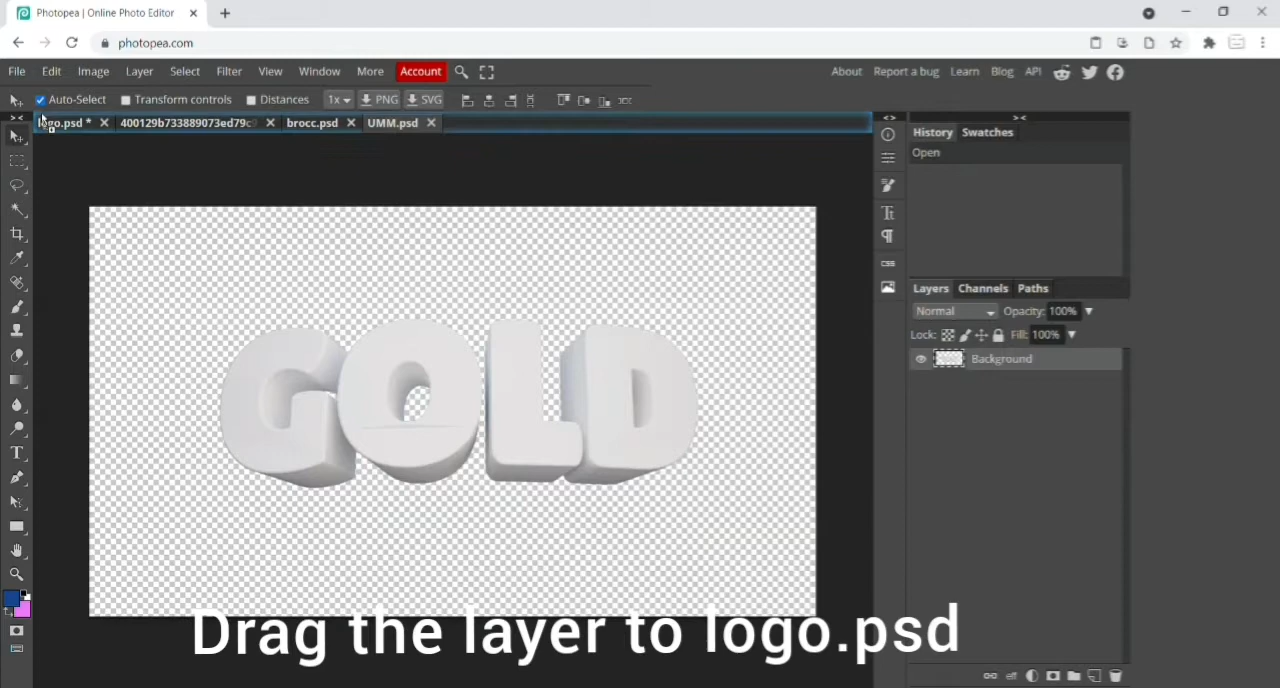 Photopea | Online Photo Editor
photopea.com
File Edit Image Layer Select Filter View Window More Account
About Report a bug Learn Blog API
Auto-Select Transform controls Distances 1x PNG SVG
logo.psd * 400129b733889073ed79c brocc.psd UMM.psd
History Swatches
Open
GOLD
Layers Channels Paths
Normal Opacity: 100%
Lock: Fill: 100%
Background
CSS
Drag the layer to logo.psd